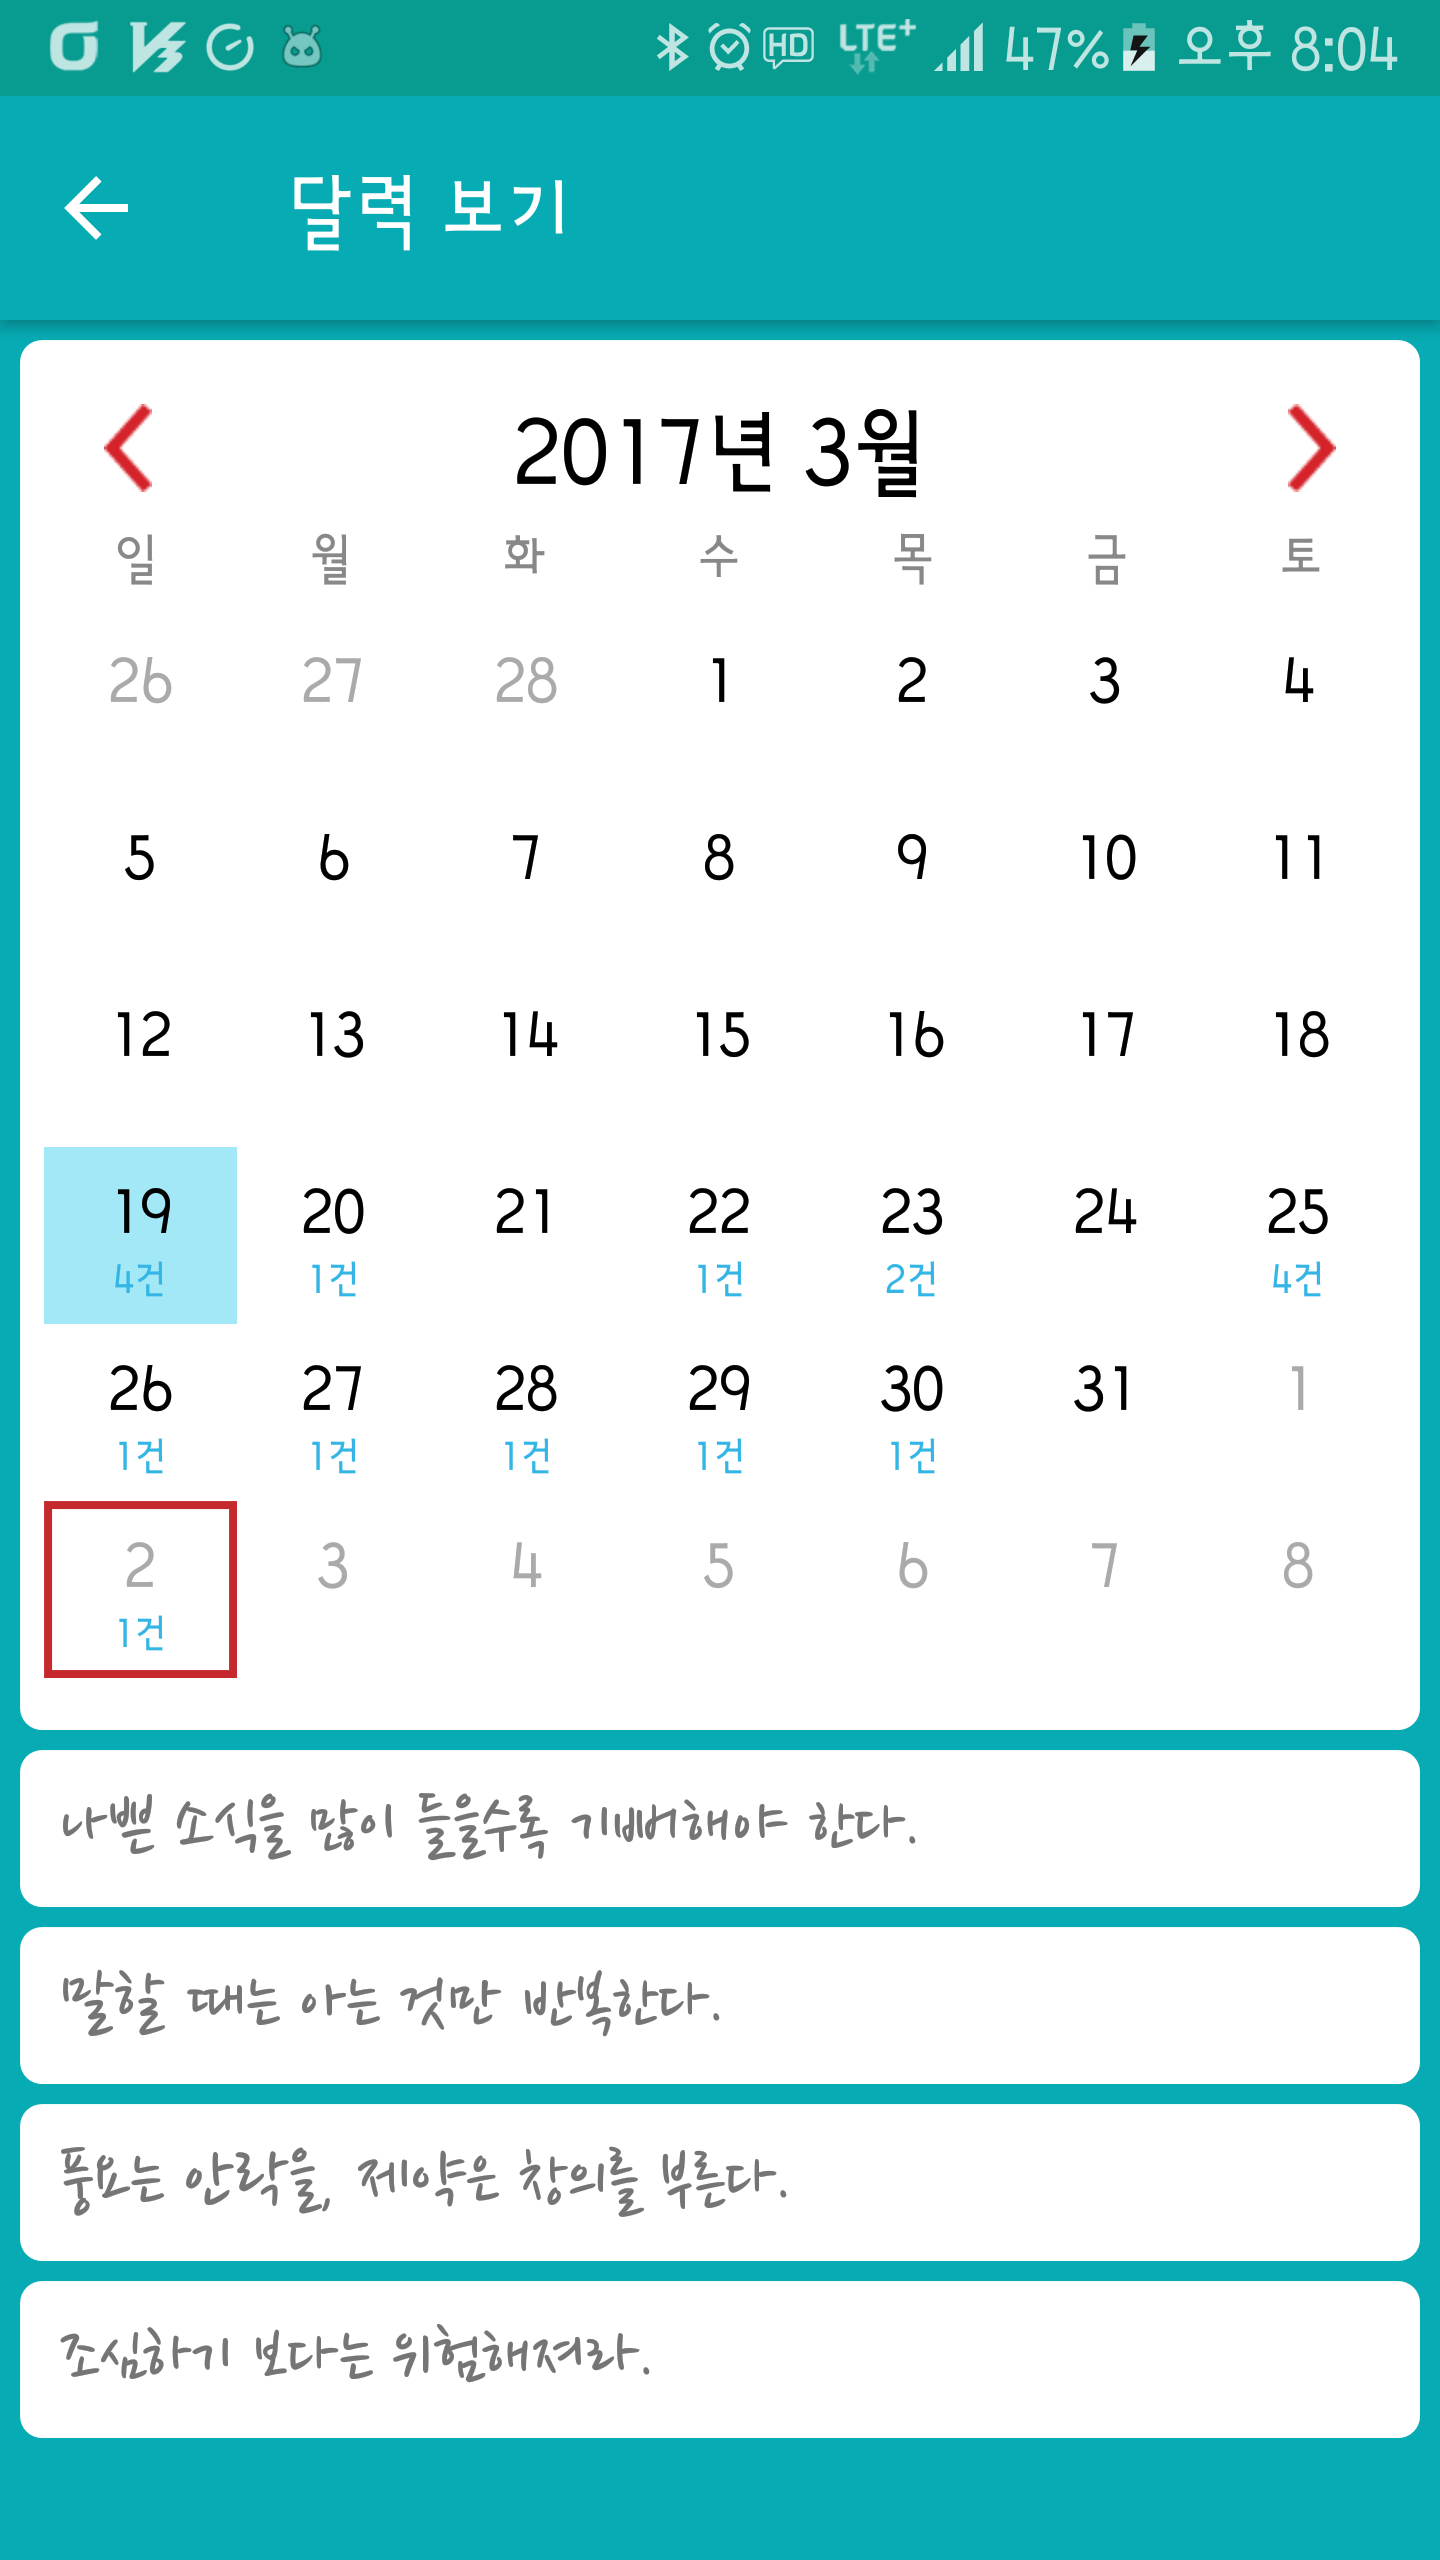 HD LTE+ 47% 오후 8:04
달력 보기
2017년 3월
일 월 화 수 목 금 토
26 27 28 1 2 3 4
5 6 7 8 9 10 11
12 13 14 15 16 17 18
19 20 21 22 23 24 25
4건 1건 1건 2건 4건
26 27 28 29 30 31 1
1건 1건 1건 1건 1건
2 3 4 5 6 7 8
1건
나쁜 소식을 많이 들을수록 기뻐해야 한다.
말할 때는 아는 것만 반복한다.
풍요는 안락을, 제약은 창의를 부른다.
조심하기 보다는 위험해져라.